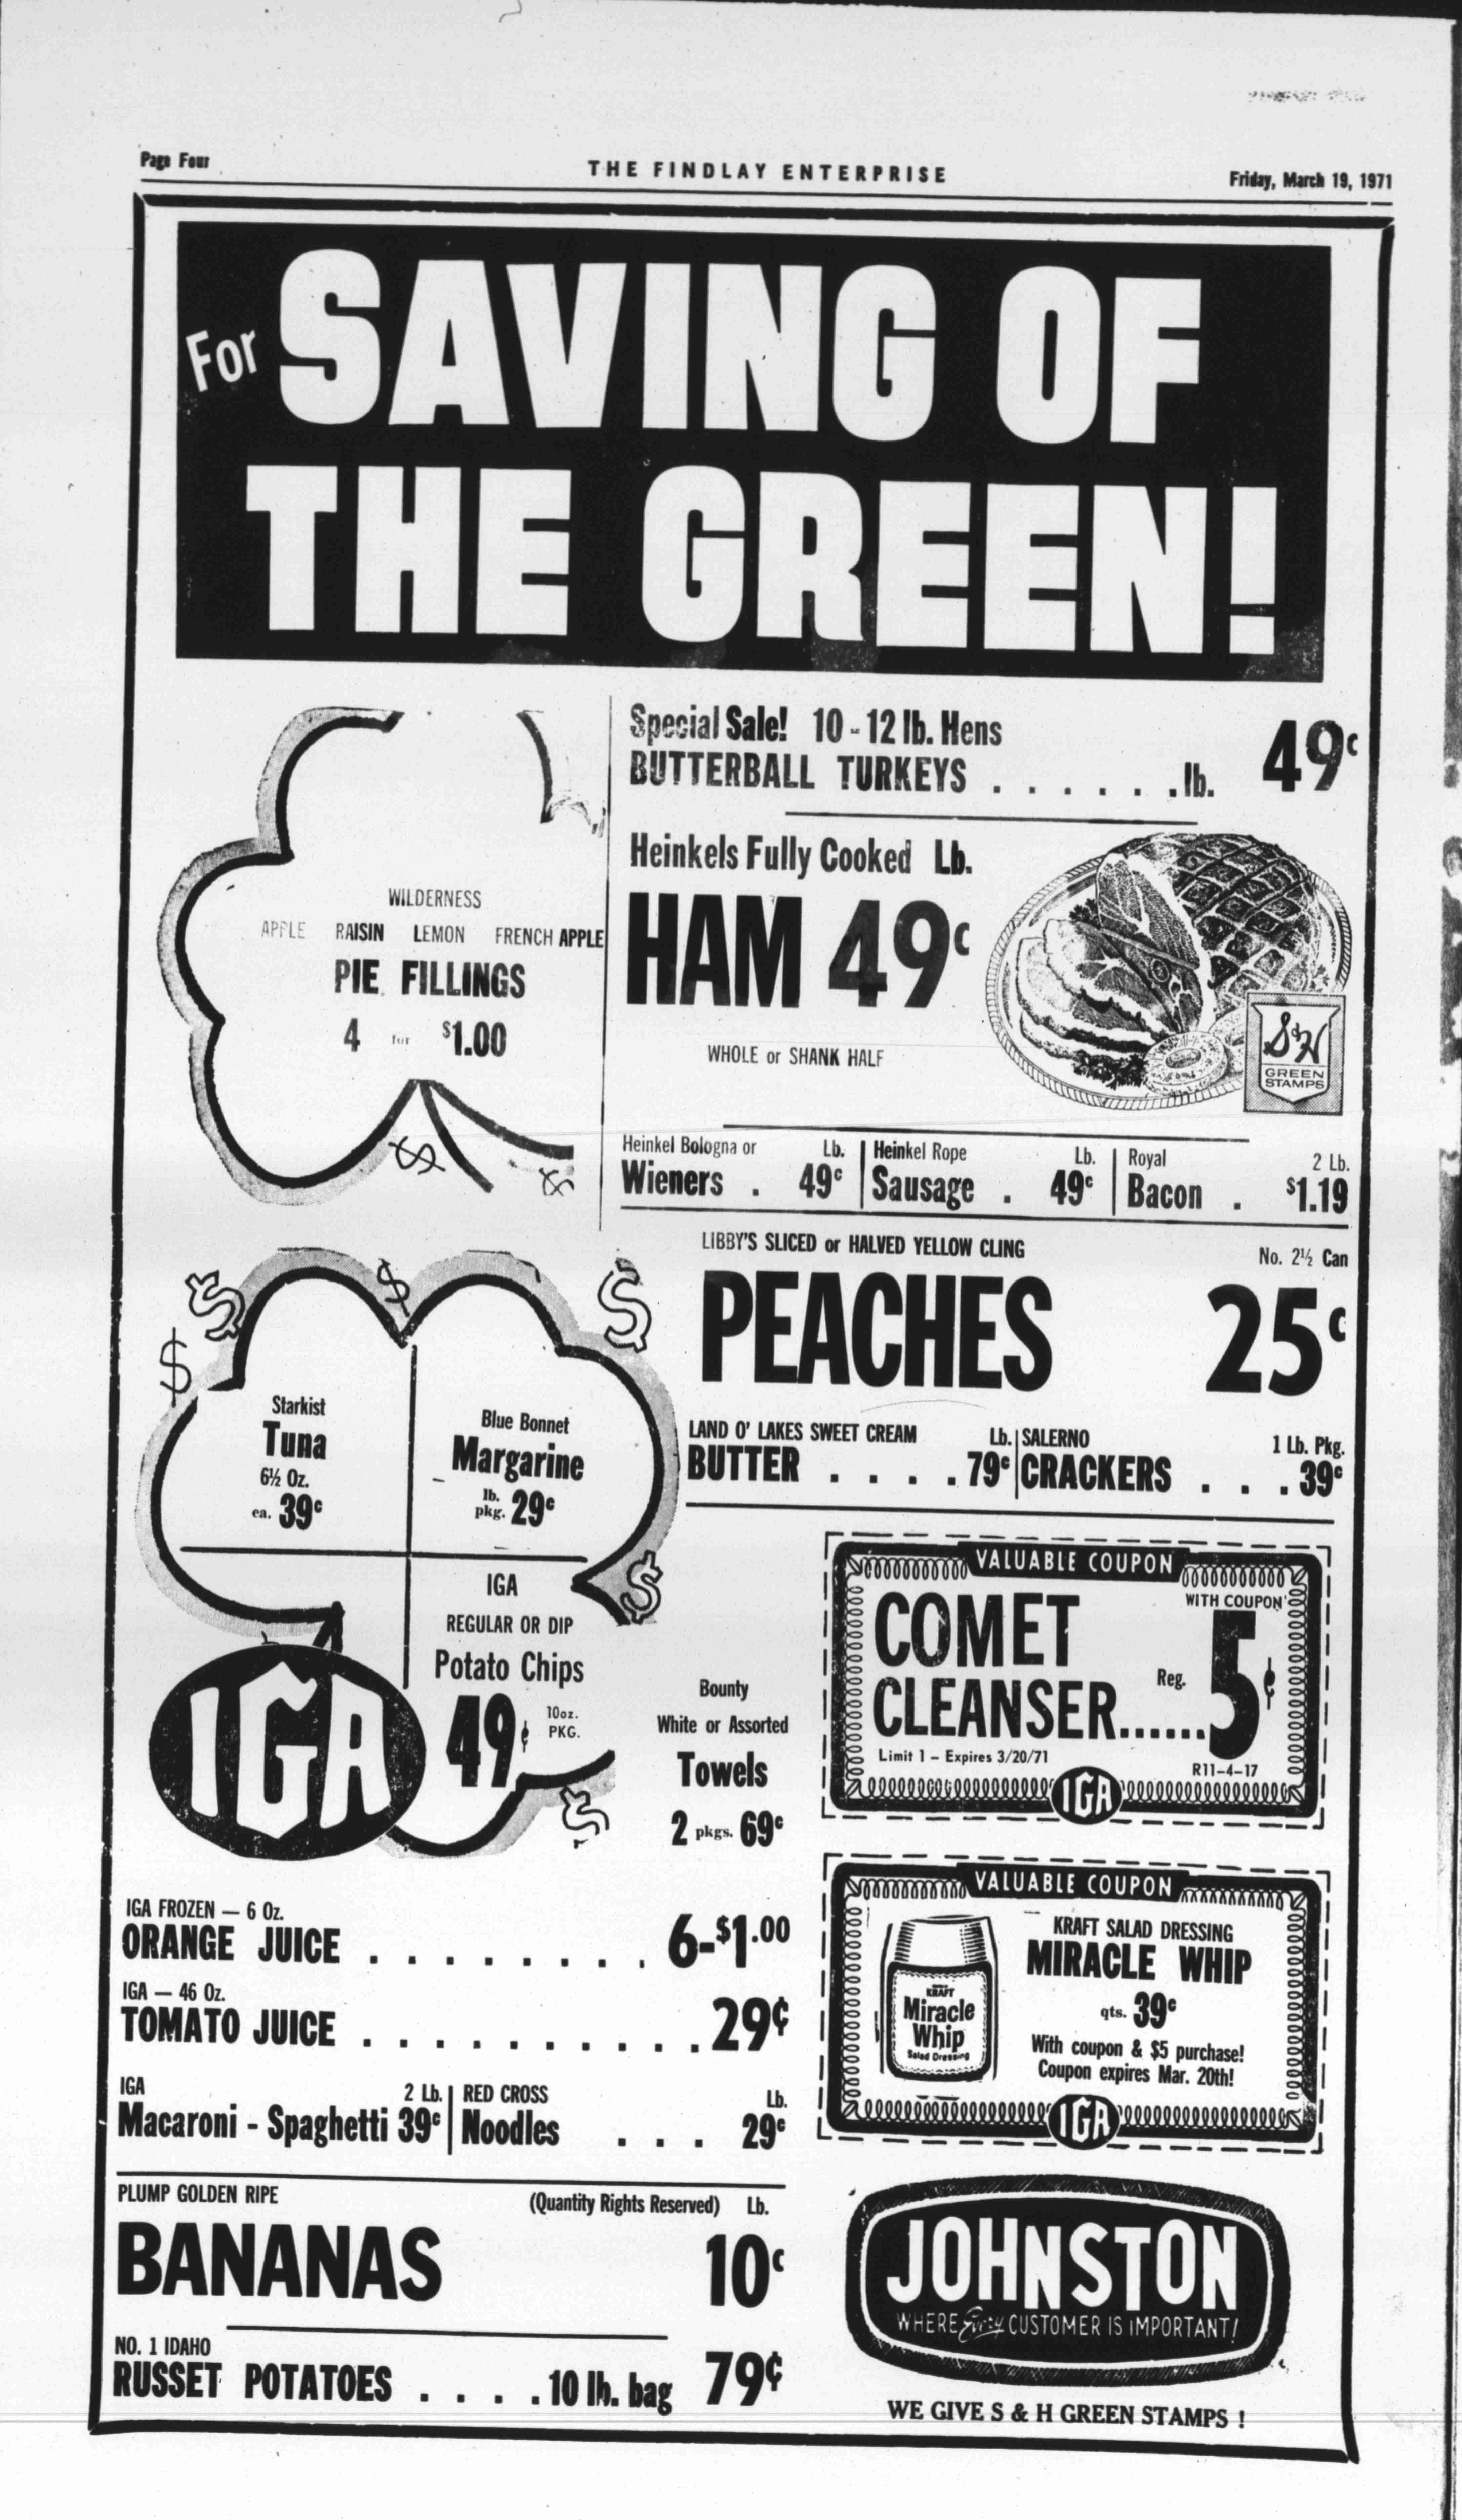 Page Four
THE FINDLAY ENTERPRISE
Friday, March 19, 1971
For SAVING OF
THE GREEN!
Special Sale! 10-12 lb. Hens
BUTTERBALL TURKEYS . . . . . . lb. 49¢
Heinkels Fully Cooked Lb.
HAM 49¢
WHOLE or SHANK HALF
S&H
GREEN
STAMPS
WILDERNESS
APPLE RAISIN LEMON FRENCH APPLE
PIE FILLINGS
4 for $1.00
$ $
Heinkel Bologna or Lb.
Wieners . 49¢
Heinkel Rope Lb.
Sausage . 49¢
Royal 2 Lb.
Bacon . $1.19
LIBBY'S SLICED or HALVED YELLOW CLING No. 2½ Can
PEACHES 25¢
LAND O' LAKES SWEET CREAM Lb.
BUTTER . . . . 79¢
SALERNO 1 Lb. Pkg.
CRACKERS . . . 39¢
$ $ $ $
Starkist
Tuna
6½ Oz.
ea. 39¢
Blue Bonnet
Margarine
lb.
pkg. 29¢
$
IGA
REGULAR OR DIP
Potato Chips
49¢ 10oz.
PKG.
$
IGA
Bounty
White or Assorted
Towels
2 pkgs. 69¢
VALUABLE COUPON
WITH COUPON
COMET
CLEANSER...... Reg. 5¢
Limit 1 - Expires 3/20/71
R11-4-17
IGA
VALUABLE COUPON
KRAFT SALAD DRESSING
MIRACLE WHIP
qts. 39¢
With coupon & $5 purchase!
Coupon expires Mar. 20th!
KRAFT
Miracle
Whip
Salad Dressing
IGA
IGA FROZEN — 6 Oz.
ORANGE JUICE . . . . . . . . 6-$1.00
IGA — 46 Oz.
TOMATO JUICE . . . . . . . . . . 29¢
IGA 2 Lb.
Macaroni - Spaghetti 39¢
RED CROSS Lb.
Noodles . . . 29¢
PLUMP GOLDEN RIPE (Quantity Rights Reserved) Lb.
BANANAS 10¢
NO. 1 IDAHO
RUSSET POTATOES . . . . 10 lb. bag 79¢
JOHNSTON
WHERE Every CUSTOMER IS IMPORTANT!
WE GIVE S & H GREEN STAMPS !